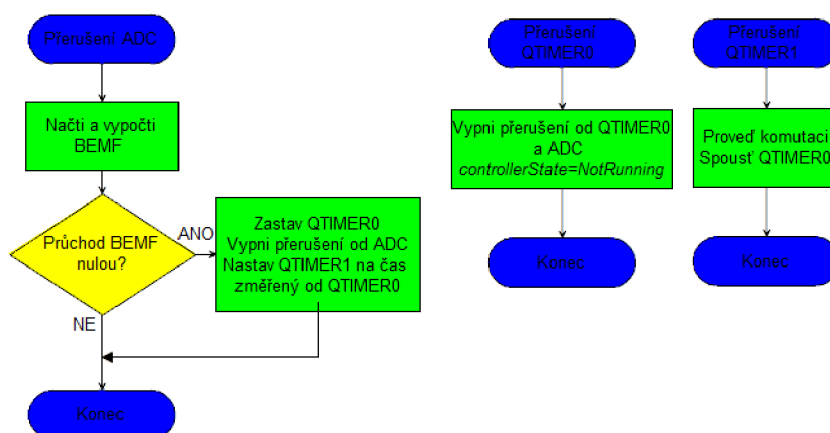 Přerušení ADC
Načti a vypočti
BEMF
Průchod BEMF
nulou?
ANO
NE
Zastav QTIMER0
Vypni přerušení od ADC
Nastav QTIMER1 na čas
změřený od QTIMER0
Konec
Přerušení
QTIMER0
Vypni přerušení od QTIMER0
a ADC
controllerState=NotRunning
Konec
Přerušení
QTIMER1
Proveď komutaci
Spousť QTIMER0
Konec